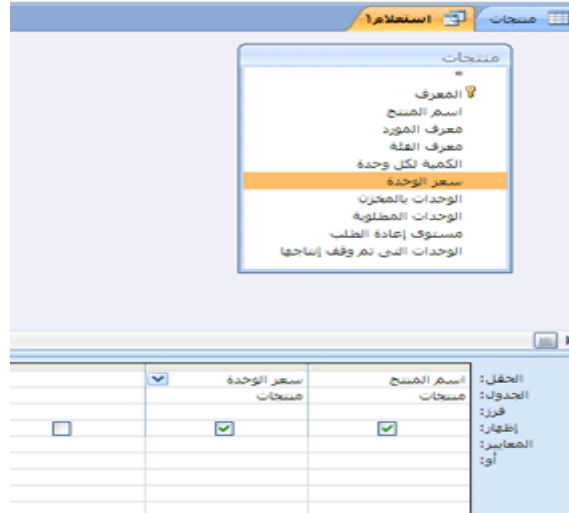 منتجات استعلام١
منتجات
*
المعرف
اسم المنتج
معرف المورد
معرف الفئة
الكمية لكل وحدة
سعر الوحدة
الوحدات بالمخزن
الوحدات المطلوبة
مستوى إعادة الطلب
الوحدات التي تم وقف إنتاجها
الحقل: اسم المنتج سعر الوحدة
الجدول: منتجات منتجات
فرز:
إظهار:
المعايير:
أو: